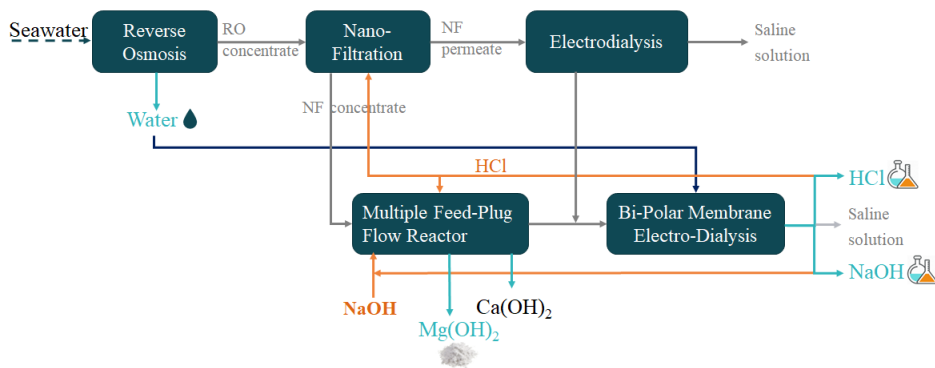 Seawater
Reverse
Osmosis
RO
concentrate
Nano-
Filtration
NF
permeate
Electrodialysis
Saline
solution
NF concentrate
Water
HCl
HCl
Multiple Feed-Plug
Flow Reactor
Bi-Polar Membrane
Electro-Dialysis
Saline
solution
NaOH
NaOH
Ca(OH)₂
Mg(OH)₂